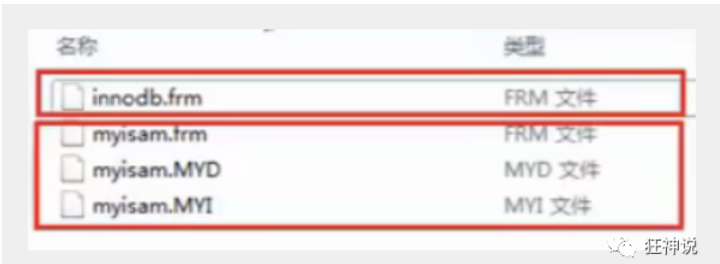 名称 类型
innodb.frm FRM 文件
myisam.frm FRM 文件
myisam.MYD MYD 文件
myisam.MYI MYI 文件
狂神说